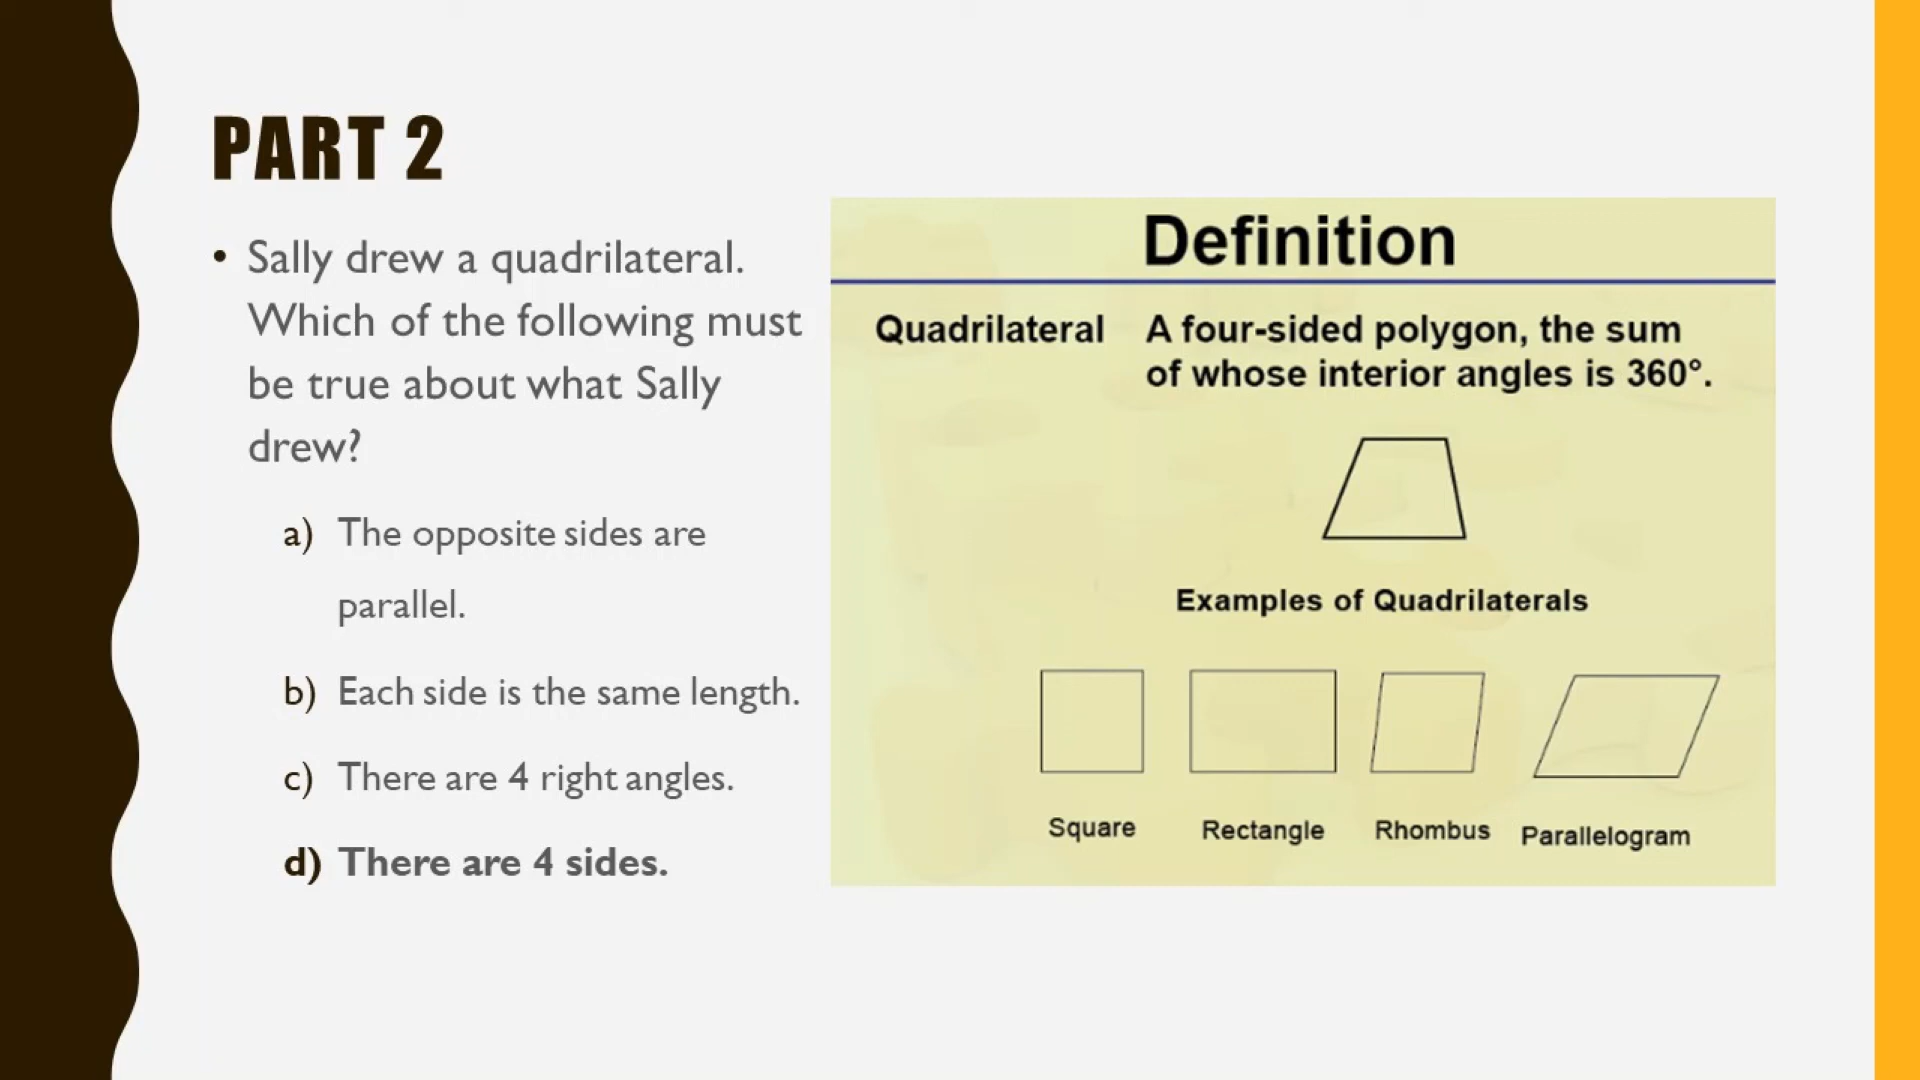 PART 2
• Sally drew a quadrilateral.
Which of the following must
be true about what Sally
drew?
a) The opposite sides are
parallel.
b) Each side is the same length.
c) There are 4 right angles.
d) There are 4 sides.
Definition
Quadrilateral A four-sided polygon, the sum
of whose interior angles is 360°.
Examples of Quadrilaterals
Square Rectangle Rhombus Parallelogram